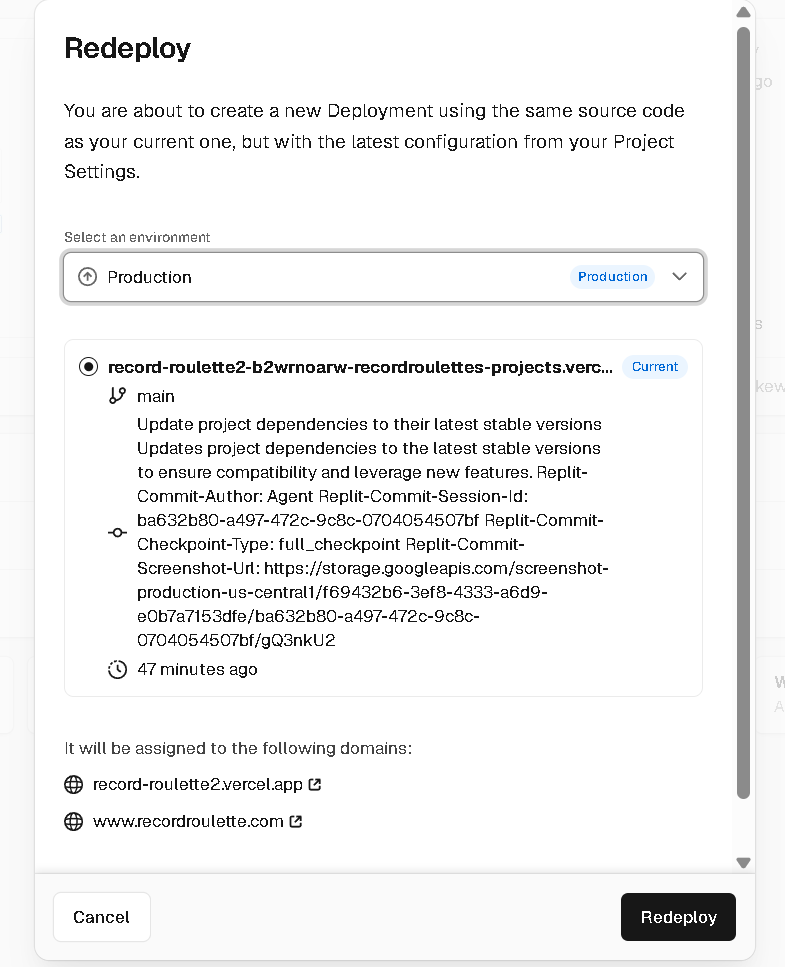 Redeploy
You are about to create a new Deployment using the same source code
as your current one, but with the latest configuration from your Project
Settings.
Select an environment
Production
Production
record-roulette2-b2wrnoarw-recordroulettes-projects.verc...
Current
main
Update project dependencies to their latest stable versions
Updates project dependencies to the latest stable versions
to ensure compatibility and leverage new features. Replit-
Commit-Author: Agent Replit-Commit-Session-Id:
ba632b80-a497-472c-9c8c-0704054507bf Replit-Commit-
Checkpoint-Type: full_checkpoint Replit-Commit-
Screenshot-Url: https://storage.googleapis.com/screenshot-
production-us-central1/f69432b6-3ef8-4333-a6d9-
e0b7a7153dfe/ba632b80-a497-472c-9c8c-
0704054507bf/gQ3nkU2
47 minutes ago
It will be assigned to the following domains:
record-roulette2.vercel.app
www.recordroulette.com
Cancel
Redeploy